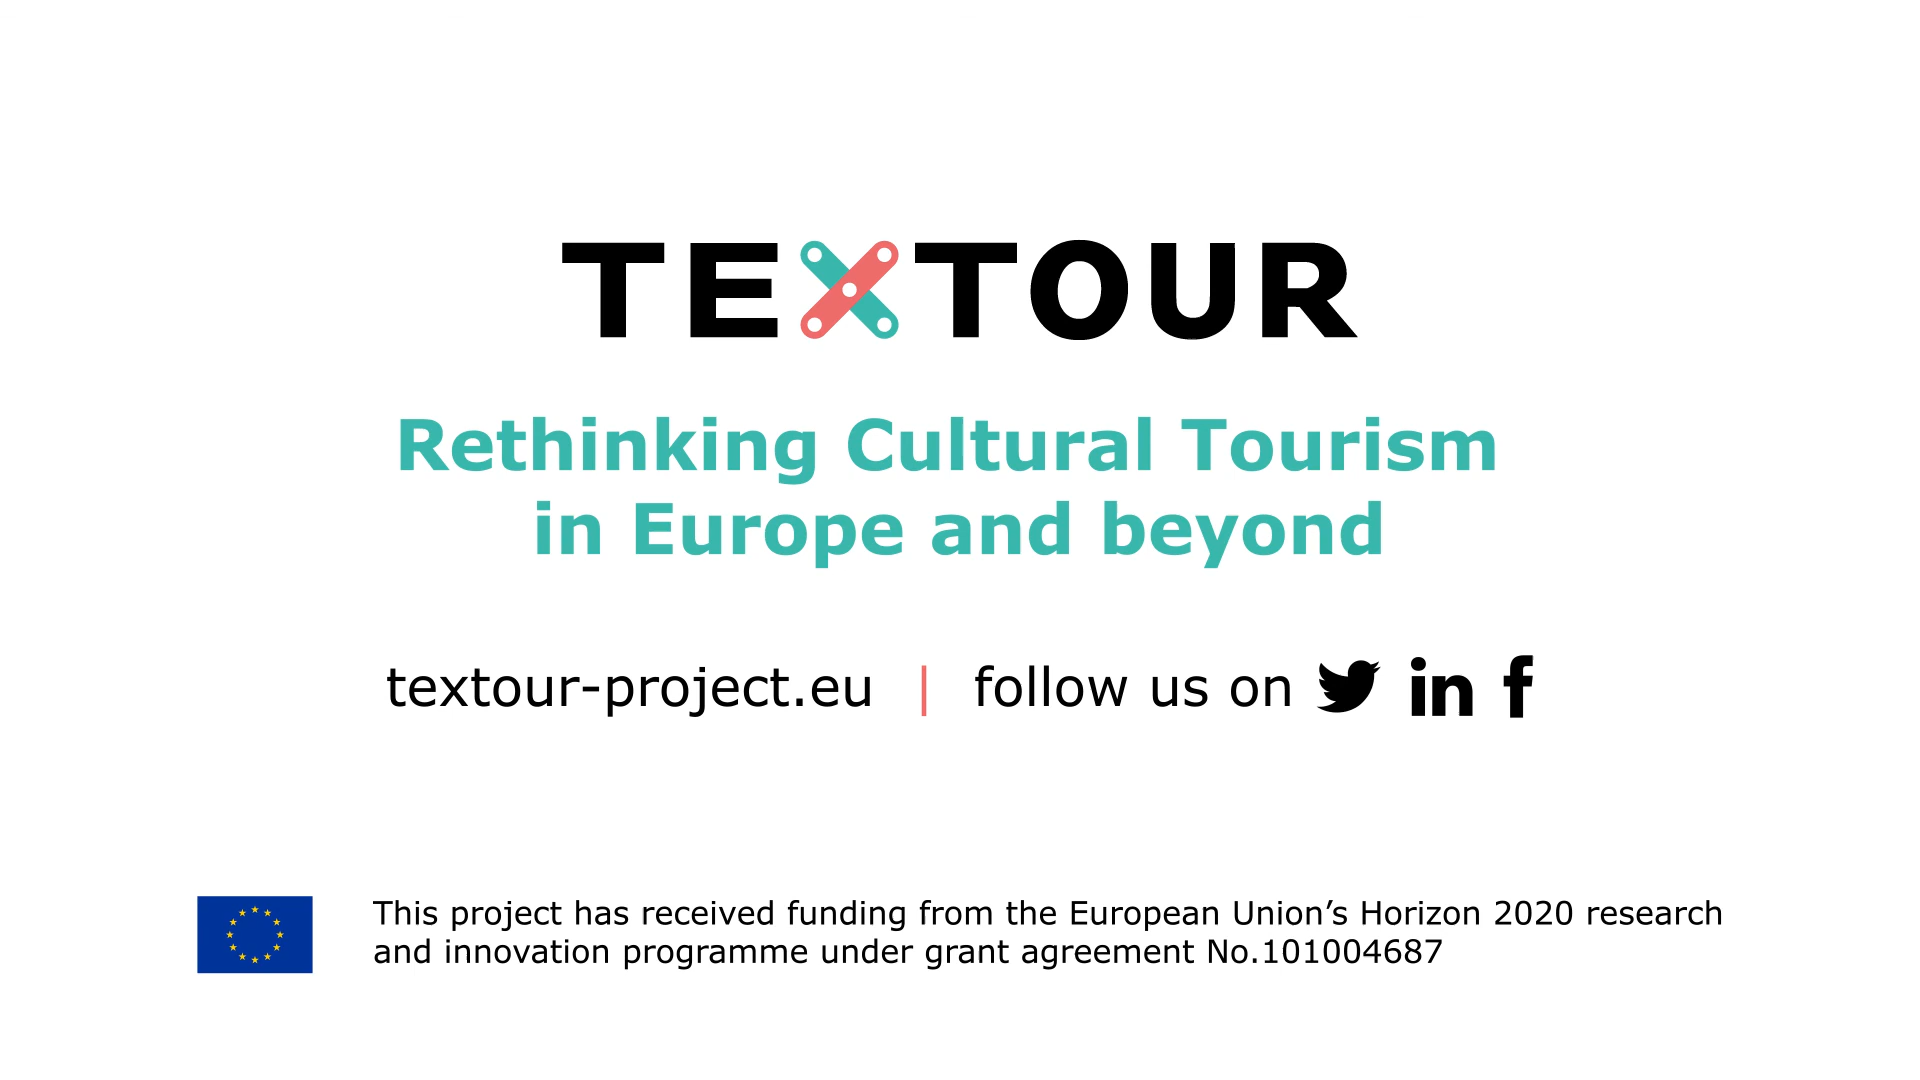 TEXTOUR
Rethinking Cultural Tourism
in Europe and beyond
textour-project.eu | follow us on
This project has received funding from the European Union’s Horizon 2020 research
and innovation programme under grant agreement No.101004687